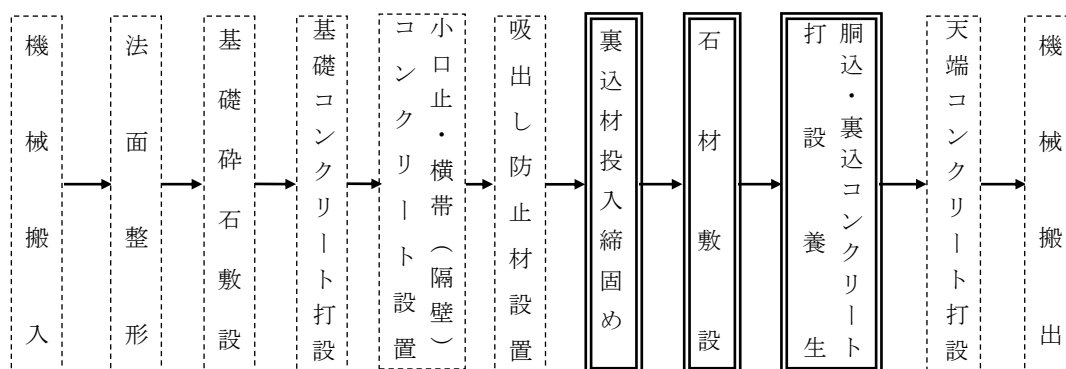 機械搬入
法面整形
基礎砕石敷設
基礎コンクリート打設
小口止・横帯（隔壁）
コンクリート設置
吸出し防止材設置
裏込材投入締固め
石材敷設
胴込・裏込コンクリート
打設養生
天端コンクリート打設
機械搬出